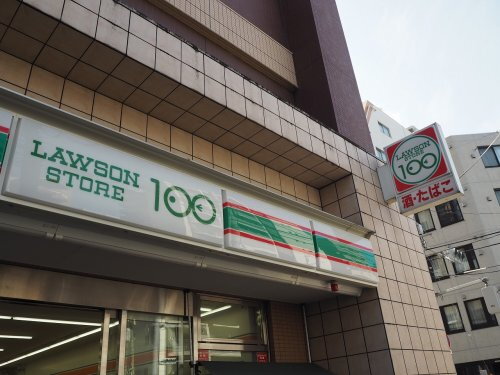 LAWSON
STORE 100
LAWSON
STORE
100
酒・たばこ